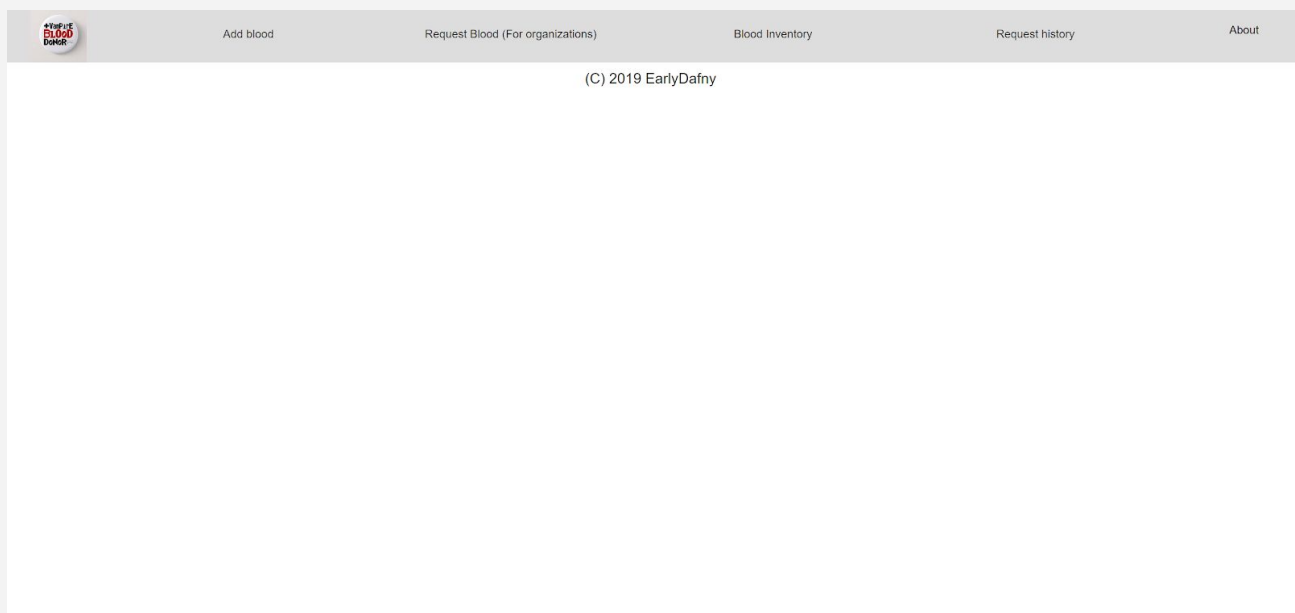 +VAMPIRE
BLOOD
DONOR
Add blood
Request Blood (For organizations)
Blood Inventory
Request history
About
(C) 2019 EarlyDafny